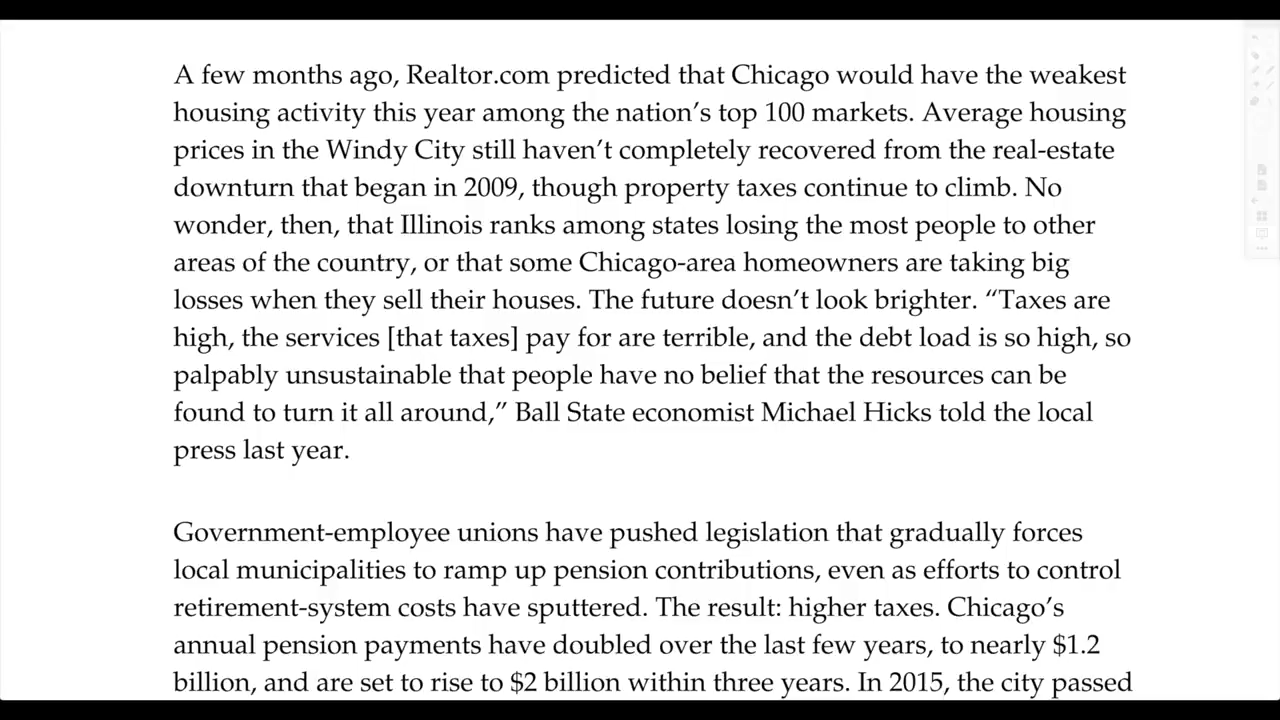 A few months ago, Realtor.com predicted that Chicago would have the weakest
housing activity this year among the nation’s top 100 markets. Average housing
prices in the Windy City still haven’t completely recovered from the real-estate
downturn that began in 2009, though property taxes continue to climb. No
wonder, then, that Illinois ranks among states losing the most people to other
areas of the country, or that some Chicago-area homeowners are taking big
losses when they sell their houses. The future doesn’t look brighter. “Taxes are
high, the services [that taxes] pay for are terrible, and the debt load is so high, so
palpably unsustainable that people have no belief that the resources can be
found to turn it all around,” Ball State economist Michael Hicks told the local
press last year.
Government-employee unions have pushed legislation that gradually forces
local municipalities to ramp up pension contributions, even as efforts to control
retirement-system costs have sputtered. The result: higher taxes. Chicago’s
annual pension payments have doubled over the last few years, to nearly $1.2
billion, and are set to rise to $2 billion within three years. In 2015, the city passed